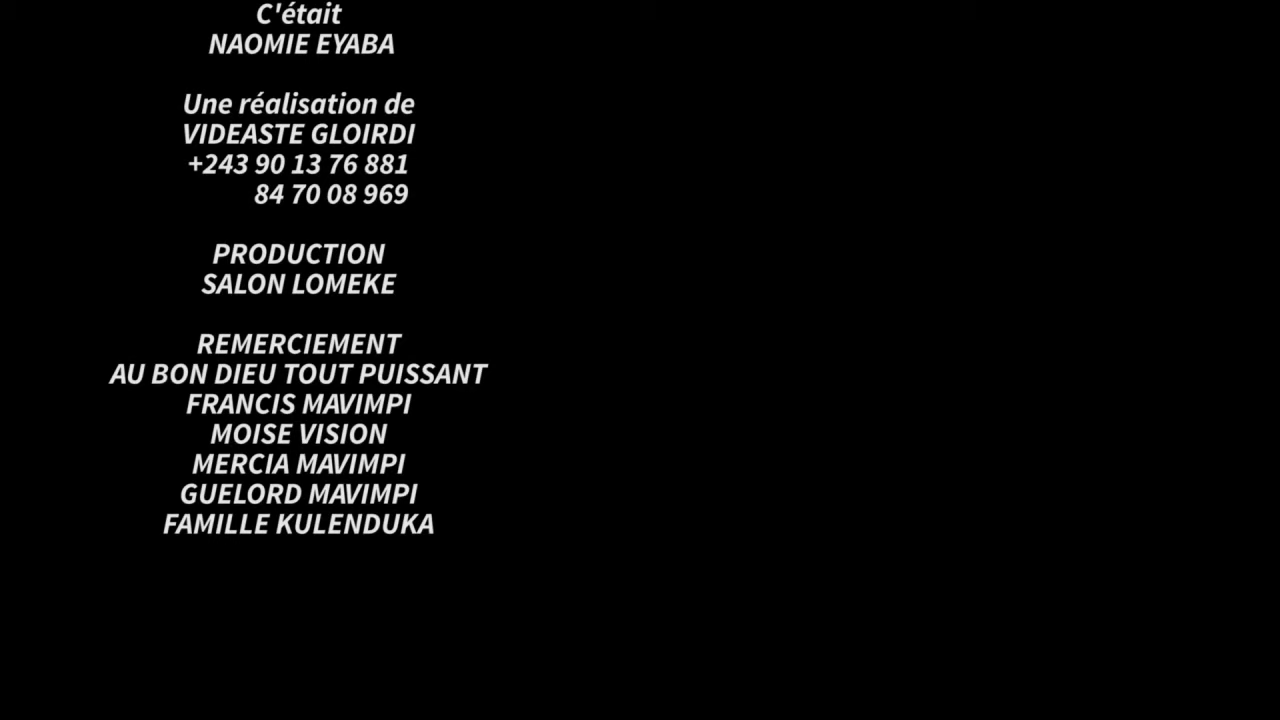 C'était
NAOMIE EYABA
Une réalisation de
VIDEASTE GLOIRDI
+243 90 13 76 881
84 70 08 969
PRODUCTION
SALON LOMEKE
REMERCIEMENT
AU BON DIEU TOUT PUISSANT
FRANCIS MAVIMPI
MOISE VISION
MERCIA MAVIMPI
GUELORD MAVIMPI
FAMILLE KULENDUKA